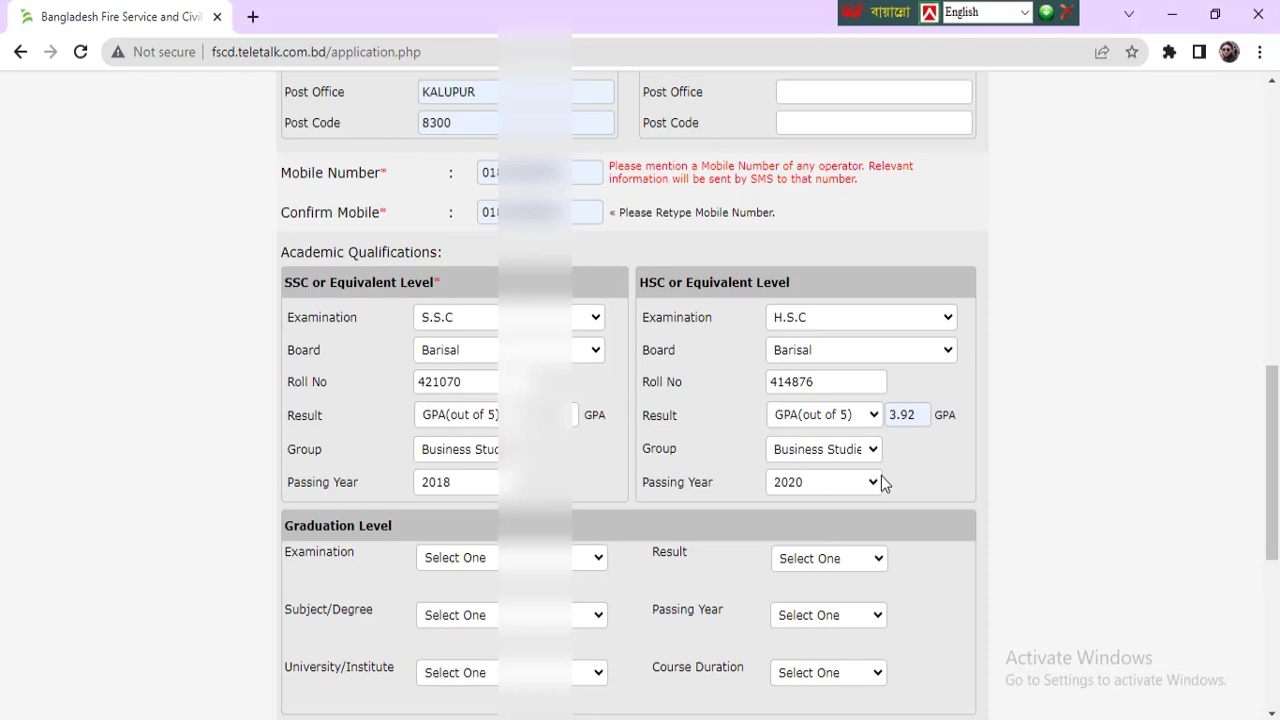 Bangladesh Fire Service and Civi
বায়ান্নো
English
Not secure
fscd.teletalk.com.bd/application.php
Post Office KALUPUR Post Office
Post Code 8300 Post Code
Mobile Number* : 018 Please mention a Mobile Number of any operator. Relevant
information will be sent by SMS to that number.
Confirm Mobile* : 018 « Please Retype Mobile Number.
Academic Qualifications:
SSC or Equivalent Level* HSC or Equivalent Level
Examination S.S.C Examination H.S.C
Board Barisal Board Barisal
Roll No 421070 Roll No 414876
Result GPA(out of 5) GPA Result GPA(out of 5) 3.92 GPA
Group Business Stud Group Business Studie
Passing Year 2018 Passing Year 2020
Graduation Level
Examination Select One Result Select One
Subject/Degree Select One Passing Year Select One
University/Institute Select One Course Duration Select One
Activate Windows
Go to Settings to activate Windows.